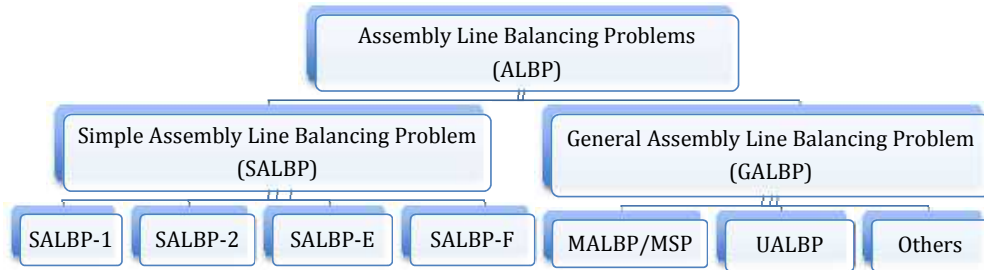 Assembly Line Balancing Problems
(ALBP)
Simple Assembly Line Balancing Problem
(SALBP)
General Assembly Line Balancing Problem
(GALBP)
SALBP-1
SALBP-2
SALBP-E
SALBP-F
MALBP/MSP
UALBP
Others